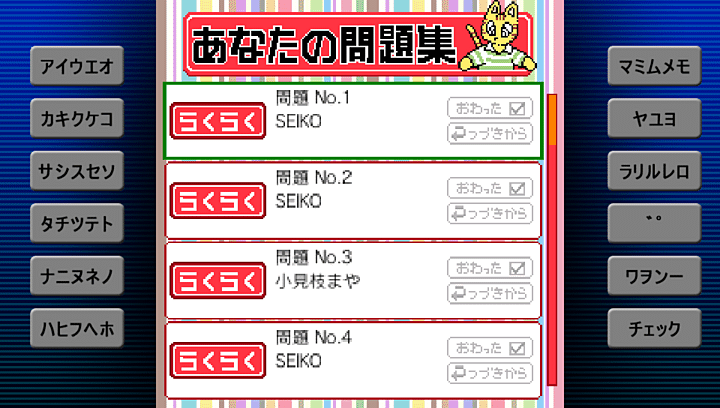 あなたの問題集
アイウエオ
カキクケコ
サシスセソ
タチツテト
ナニヌネノ
ハヒフヘホ
らくらく
問題 No.1
SEIKO
おわった
つづきから
らくらく
問題 No.2
SEIKO
おわった
つづきから
らくらく
問題 No.3
小見枝まや
おわった
つづきから
らくらく
問題 No.4
SEIKO
おわった
つづきから
マミムメモ
ヤユヨ
ラリルレロ
゛゜
ワヲンー
チェック